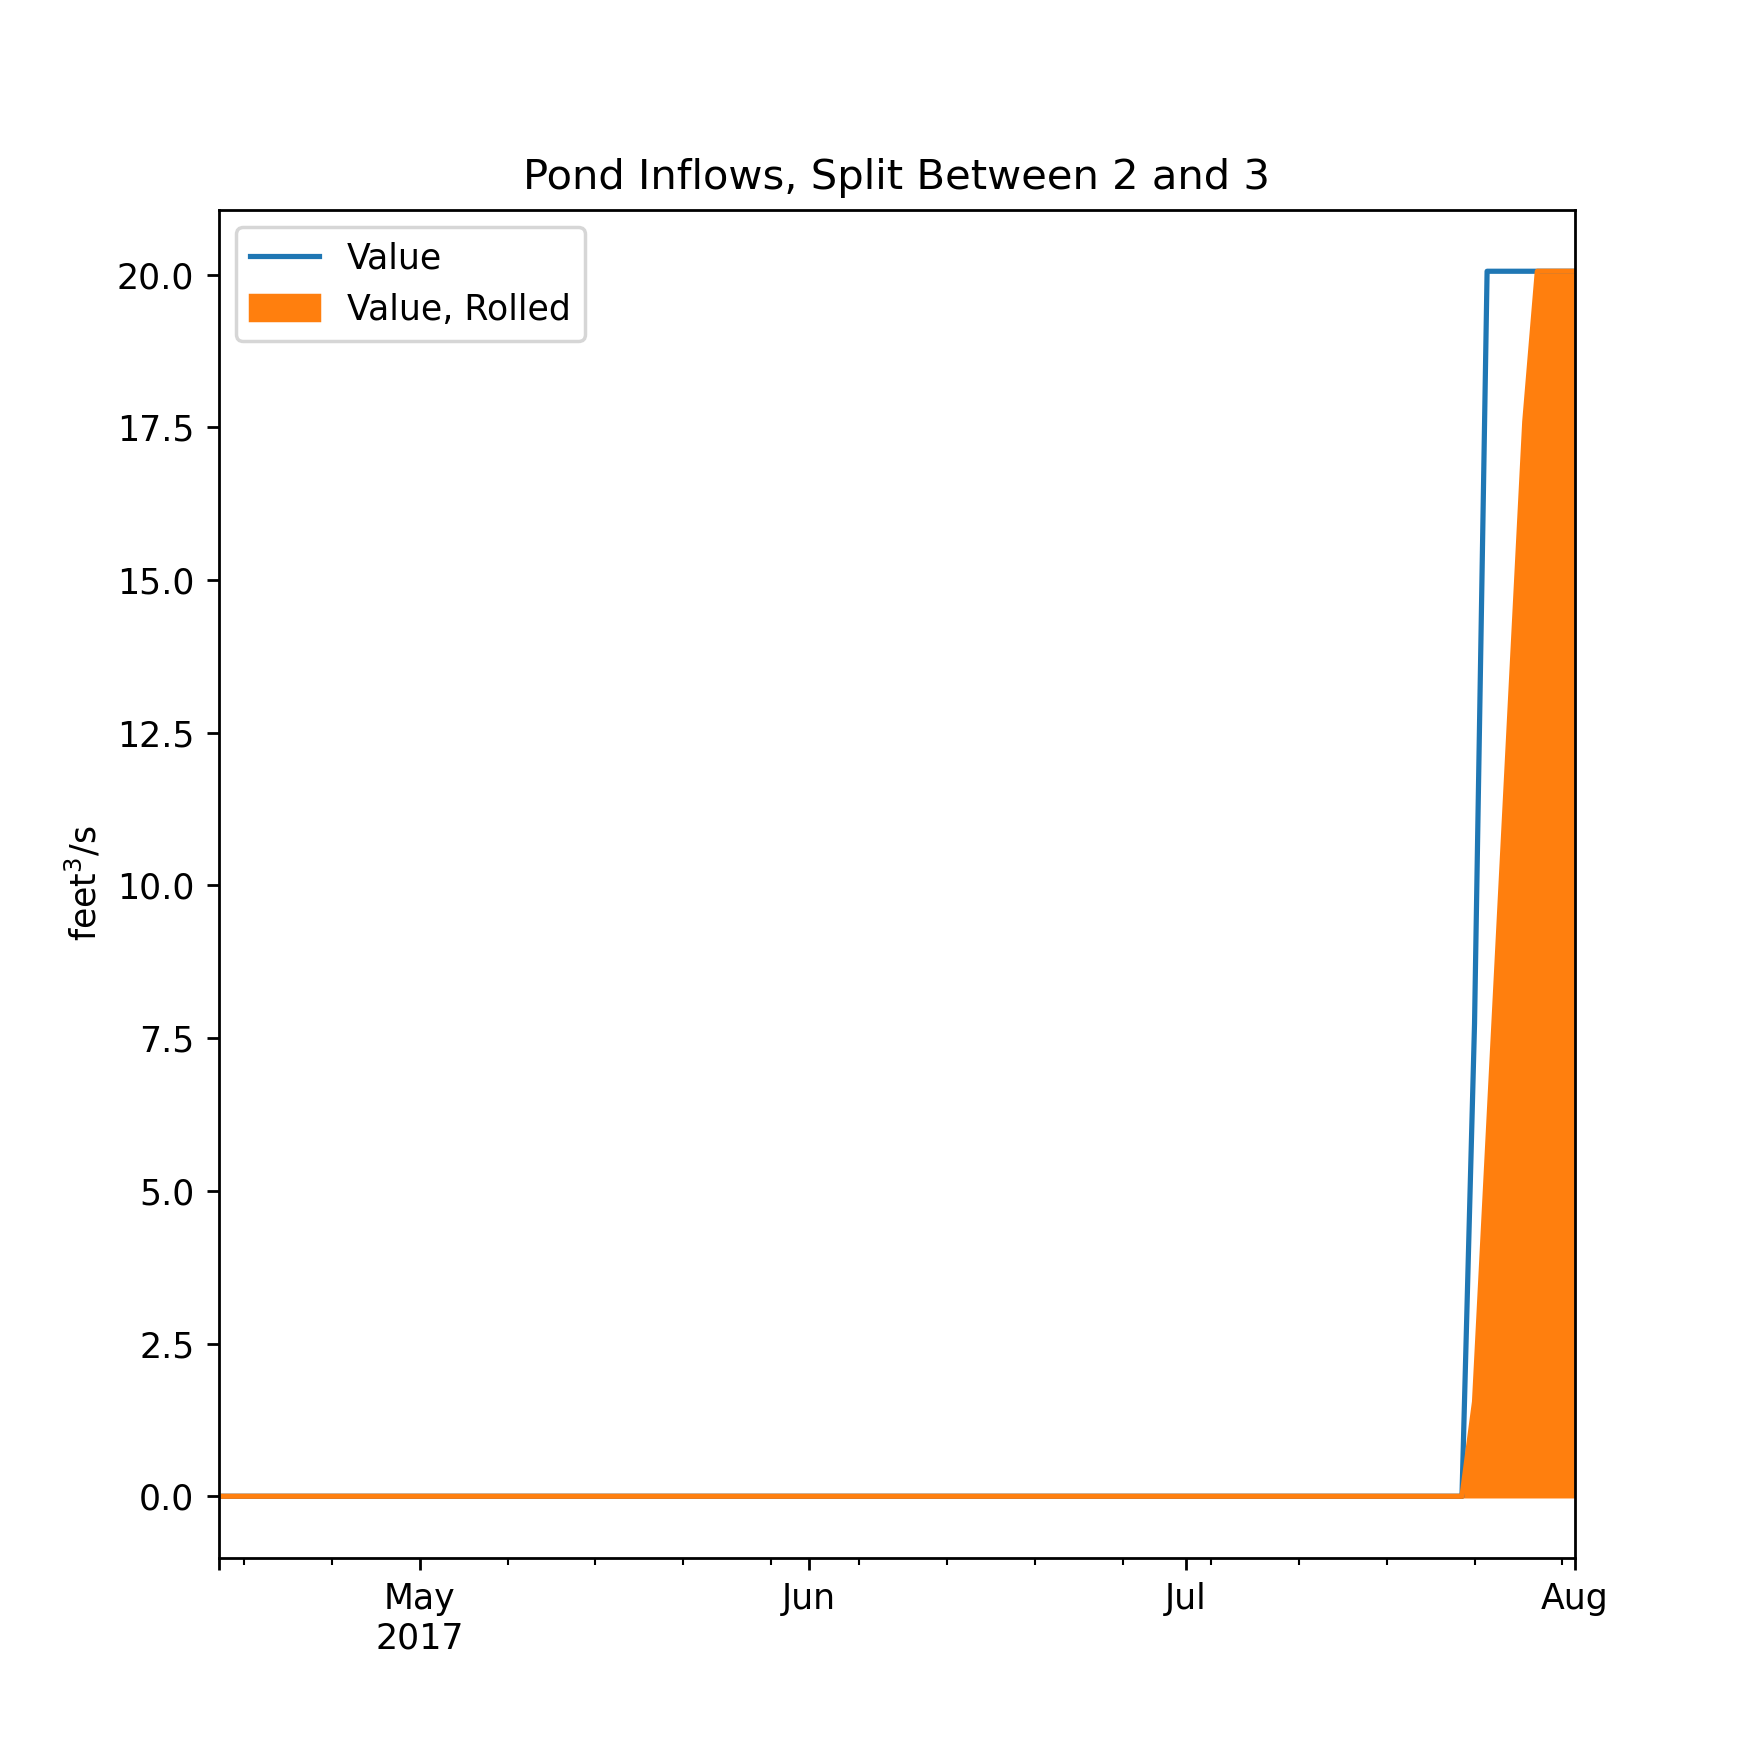 Pond Inflows, Split Between 2 and 3
Value
Value, Rolled
20.0
17.5
15.0
12.5
10.0
7.5
5.0
2.5
0.0
feet³/s
May
2017
Jun
Jul
Aug